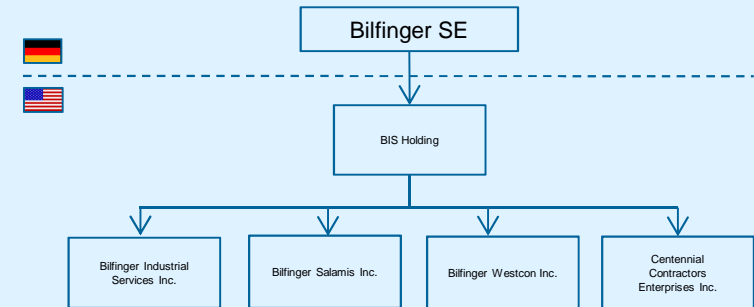 Bilfinger SE
BIS Holding
Bilfinger Industrial
Services Inc.
Bilfinger Salamis Inc.
Bilfinger Westcon Inc.
Centennial
Contractors
Enterprises Inc.